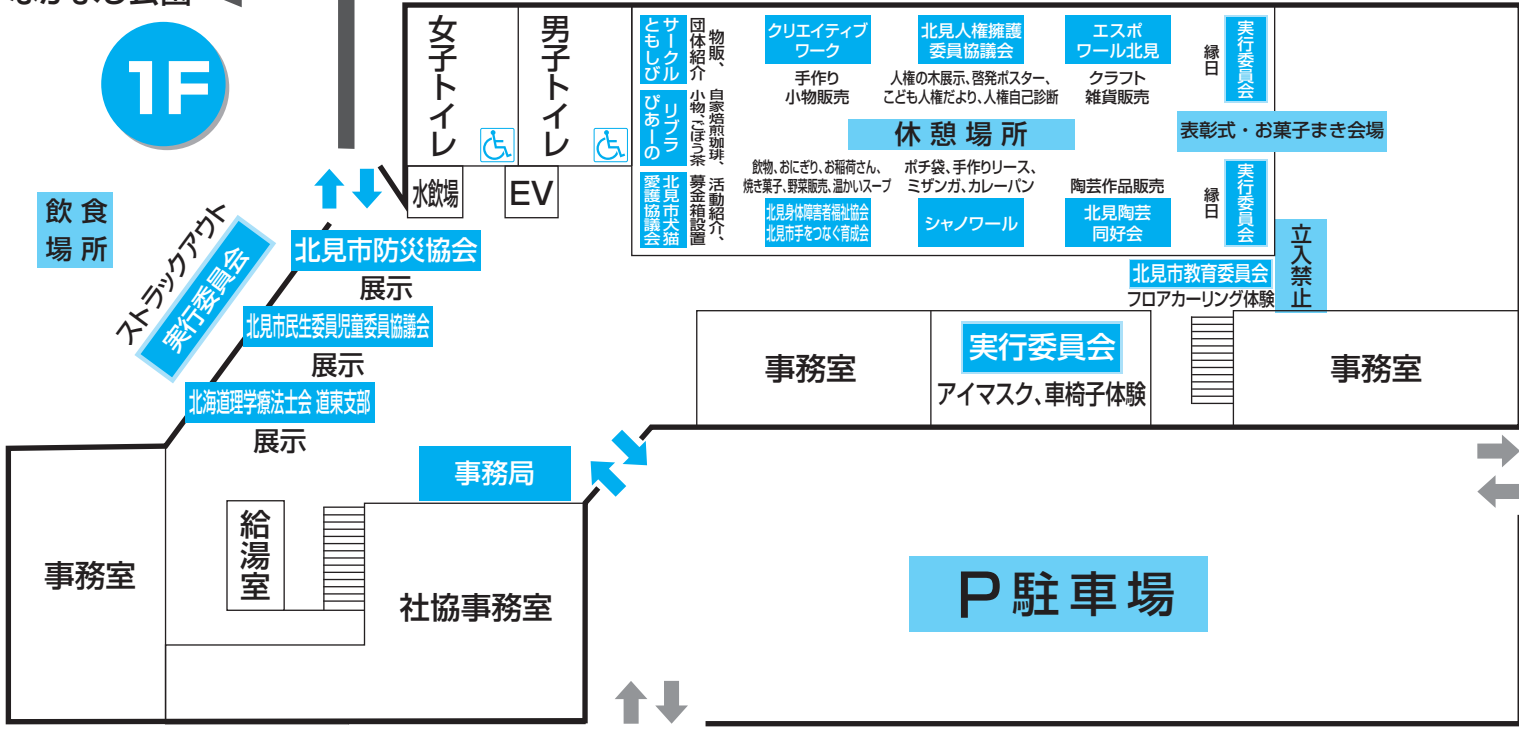 1F
女子トイレ
男子トイレ
水飲場
EV
サークル
ともしび
物販、
団体紹介
リブラ
ぴあーの
自家焙煎珈琲、
小物、ごぼう茶
北見市犬猫
愛護協議会
活動紹介、
募金箱設置
クリエイティブ
ワーク
手作り
小物販売
北見人権擁護
委員協議会
人権の木展示、啓発ポスター、
こども人権だより、人権自己診断
エスポ
ワール北見
クラフト
雑貨販売
実行委員会
縁日
休憩場所
表彰式・お菓子まき会場
飲物、おにぎり、お稲荷さん、
焼き菓子、野菜販売、温かいスープ
北見身体障害者福祉協会
北見市手をつなぐ育成会
ポチ袋、手作りリース、
ミザンガ、カレーパン
シャノワール
陶芸作品販売
北見陶芸
同好会
実行委員会
縁日
飲食
場所
ストラックアウト
実行委員会
北見市防災協会
展示
北見市民生委員児童委員協議会
展示
北海道理学療法士会 道東支部
展示
立入禁止
北見市教育委員会
フロアカーリング体験
事務室
実行委員会
アイマスク、車椅子体験
事務室
事務局
事務室
給湯室
社協事務室
P駐車場